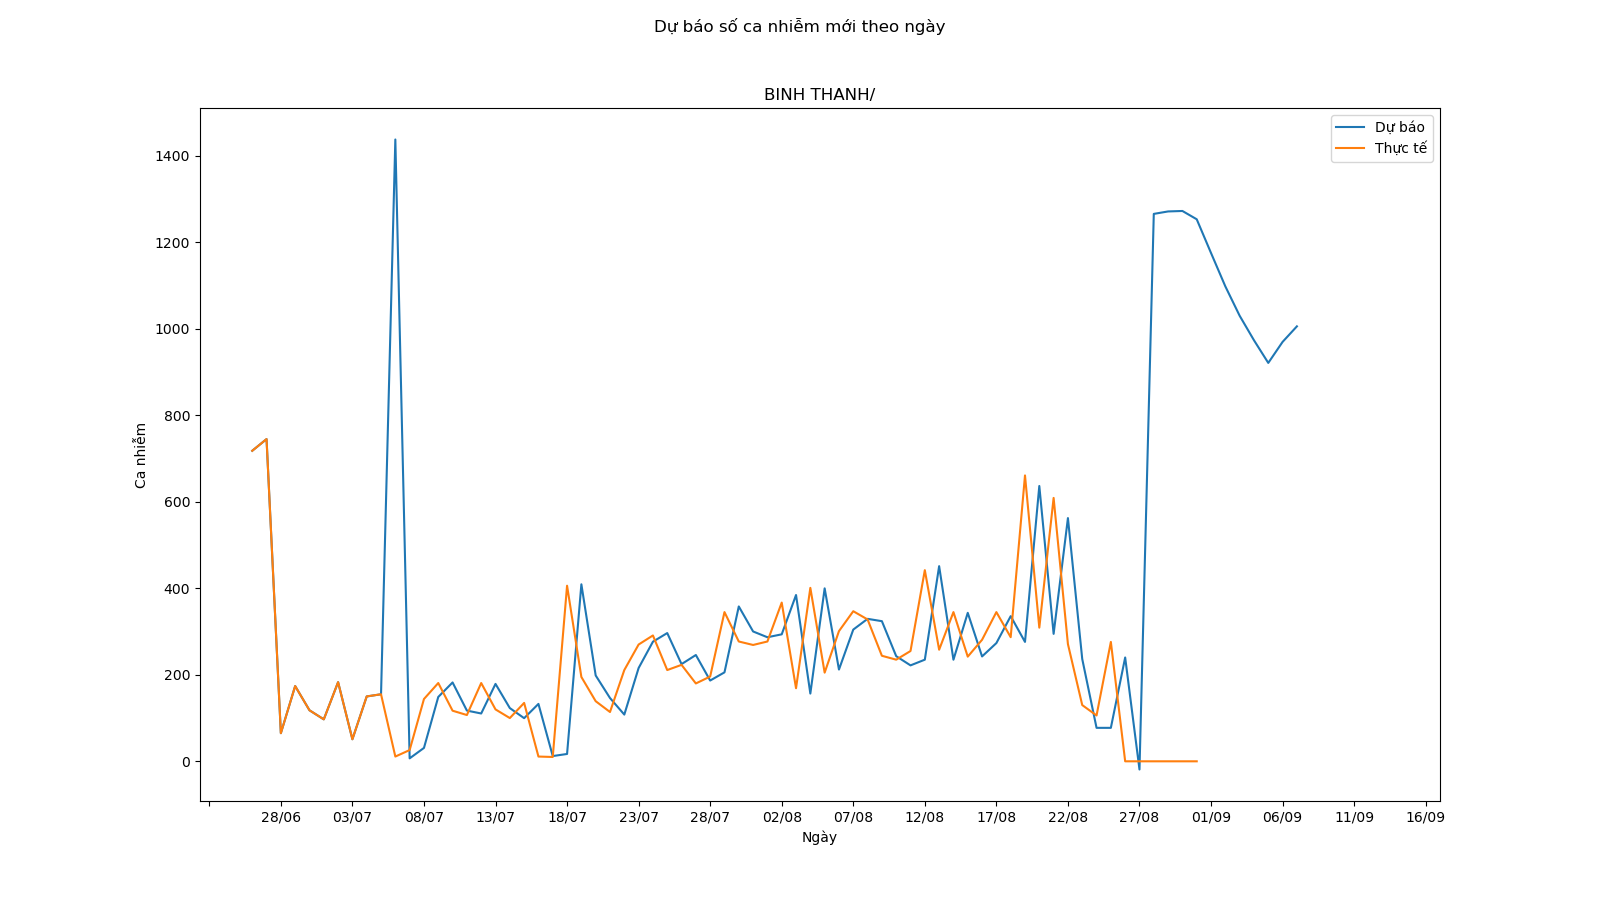 Dự báo số ca nhiễm mới theo ngày
BINH THANH/
Dự báo
Thực tế
1400
1200
1000
800
600
400
200
0
Ca nhiễm
28/06 03/07 08/07 13/07 18/07 23/07 28/07 02/08 07/08 12/08 17/08 22/08 27/08 01/09 06/09 11/09 16/09
Ngày